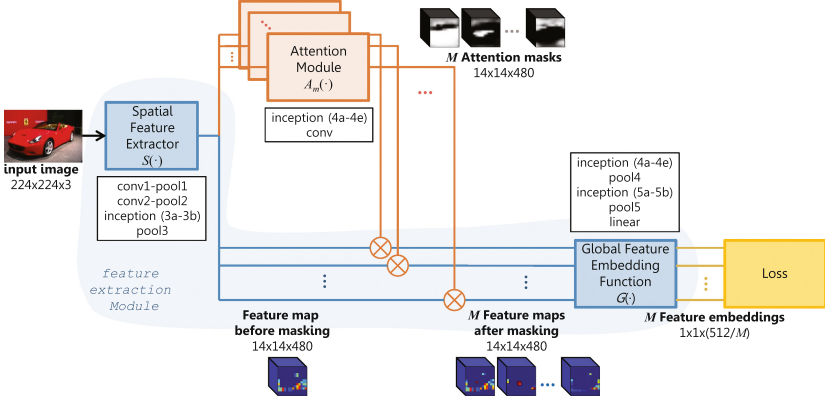 Attention
Module
Aₘ(·)
inception (4a-4e)
conv
M Attention masks
14x14x480
Spatial
Feature
Extractor
S(·)
input image
224x224x3
conv1-pool1
conv2-pool2
inception (3a-3b)
pool3
feature
extraction
Module
inception (4a-4e)
pool4
inception (5a-5b)
pool5
linear
Global Feature
Embedding
Function
G(·)
Loss
Feature map
before masking
14x14x480
M Feature maps
after masking
14x14x480
M Feature embeddings
1x1x(512/M)